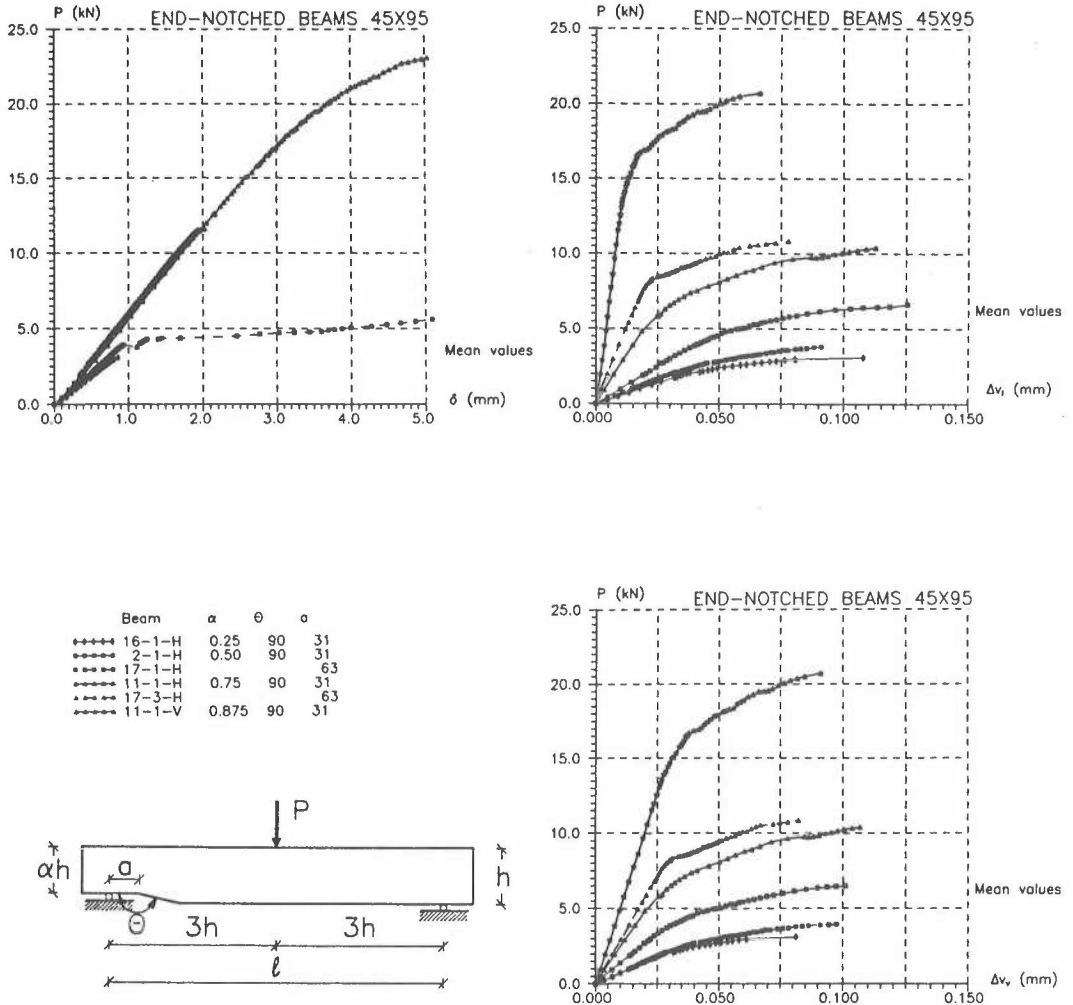 P (kN)
END-NOTCHED BEAMS 45X95
25.0
20.0
15.0
10.0
5.0
0.0
0.0
1.0
2.0
3.0
4.0
5.0
Mean values
δ (mm)
P (kN)
END-NOTCHED BEAMS 45X95
25.0
20.0
15.0
10.0
5.0
0.0
0.000
0.050
0.100
0.150
Mean values
Beam α Θ a
16-1-H 0.25 90 31
2-1-H 0.50 90 31
17-1-H 63
11-1-H 0.75 90 31
17-3-H 63
11-1-V 0.875 90 31
P
αh
a
h
Θ
3h
3h
ℓ
P (kN)
END-NOTCHED BEAMS 45X95
25.0
20.0
15.0
10.0
5.0
0.0
0.000
0.050
0.100
0.150
Mean values